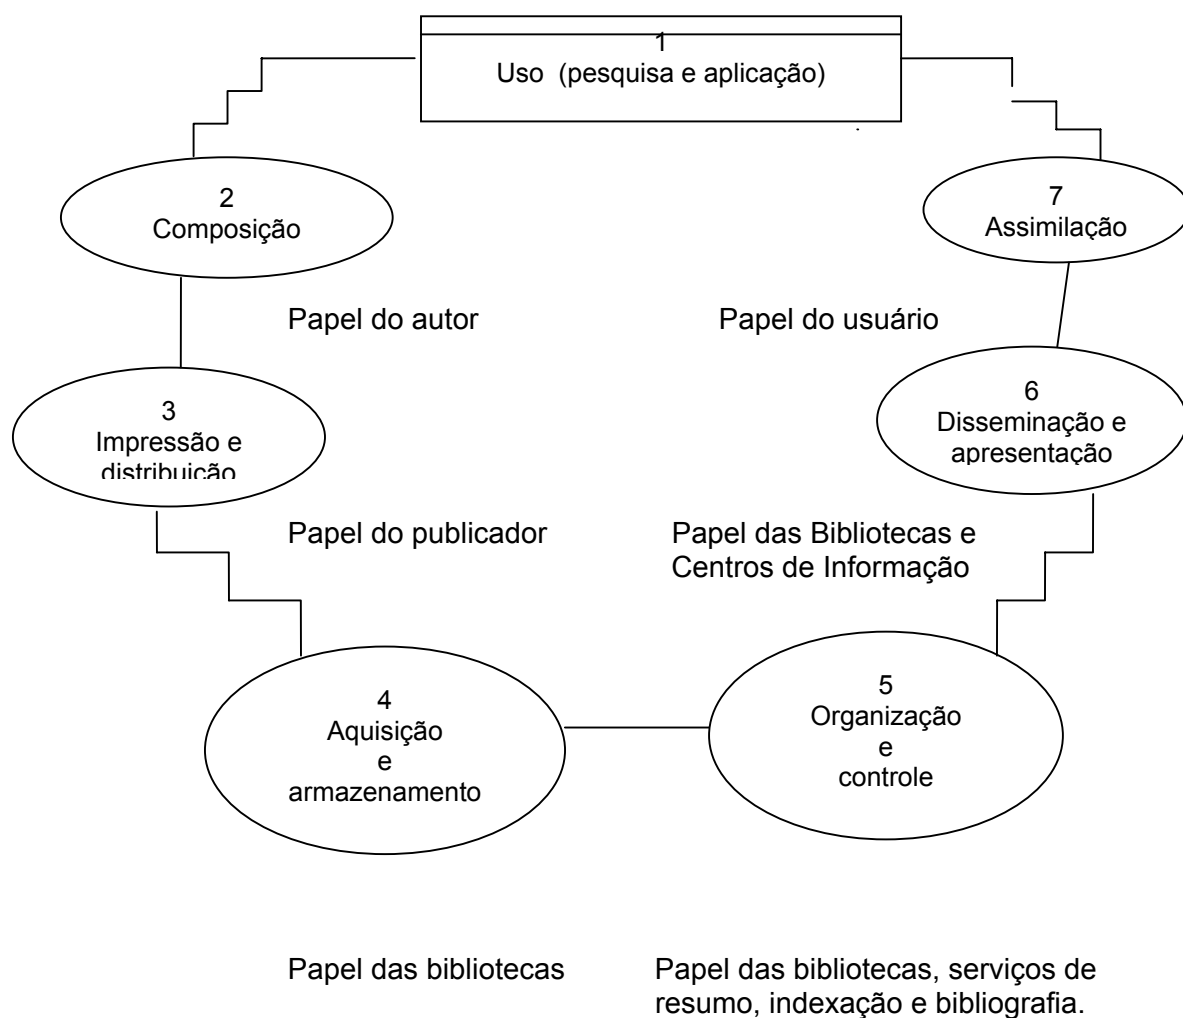 1
Uso (pesquisa e aplicação)
2
Composição
7
Assimilação
Papel do autor
Papel do usuário
3
Impressão e
distribuição
6
Disseminação e
apresentação
Papel do publicador
Papel das Bibliotecas e
Centros de Informação
4
Aquisição
e
armazenamento
5
Organização
e
controle
Papel das bibliotecas
Papel das bibliotecas, serviços de
resumo, indexação e bibliografia.